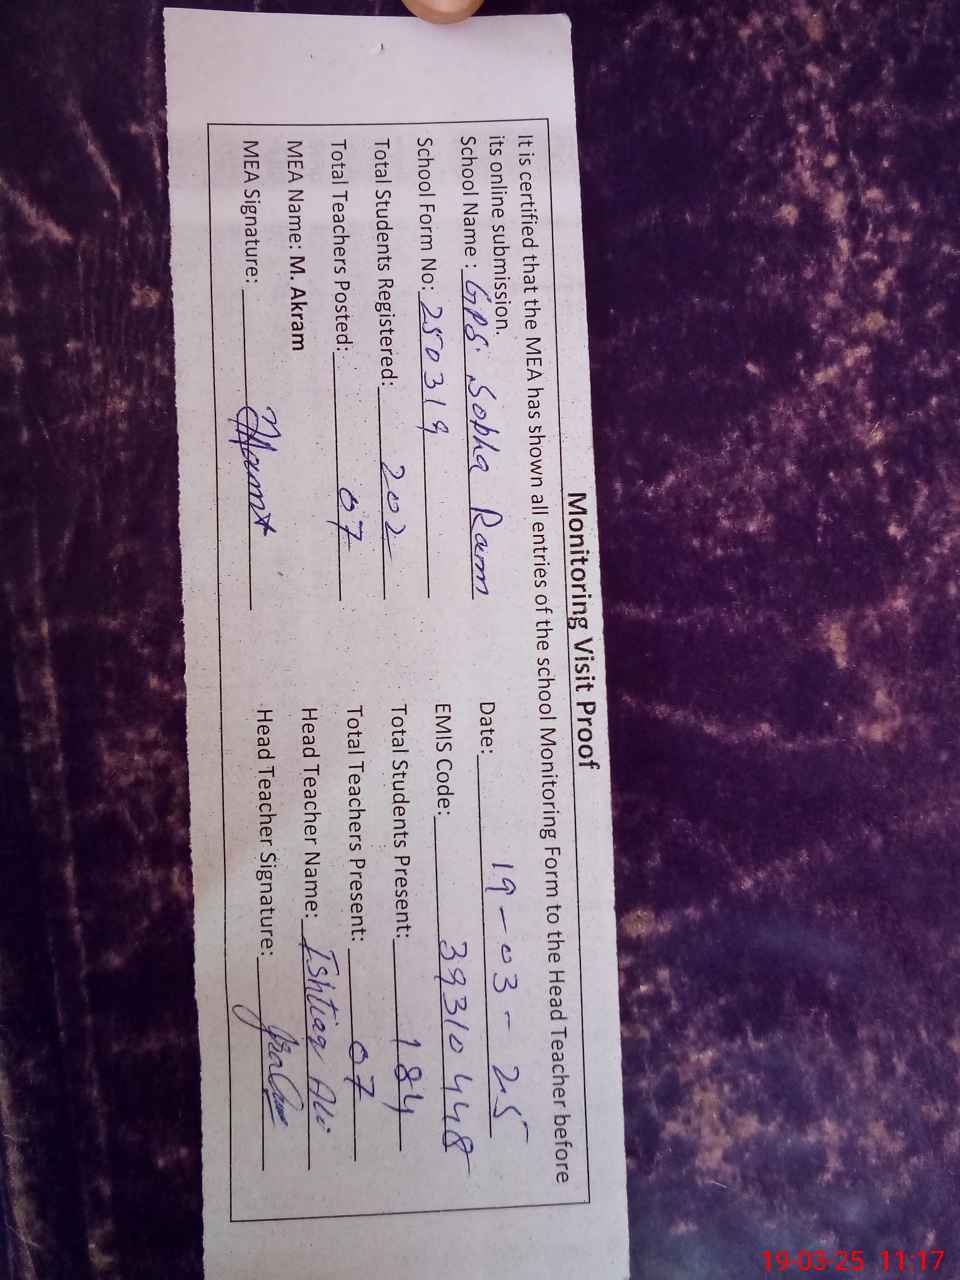 Monitoring Visit Proof
It is certified that the MEA has shown all entries of the school Monitoring Form to the Head Teacher before
its online submission.
School Name : GPS. Sobha Ram Date: 19-03-25
School Form No: 250319 EMIS Code: 39310448
Total Students Registered: 202 Total Students Present: 184
Total Teachers Posted: 07 Total Teachers Present: 07
MEA Name: M. Akram Head Teacher Name: Ishtiaq Ali
MEA Signature: Head Teacher Signature:
19-03-25 11:17